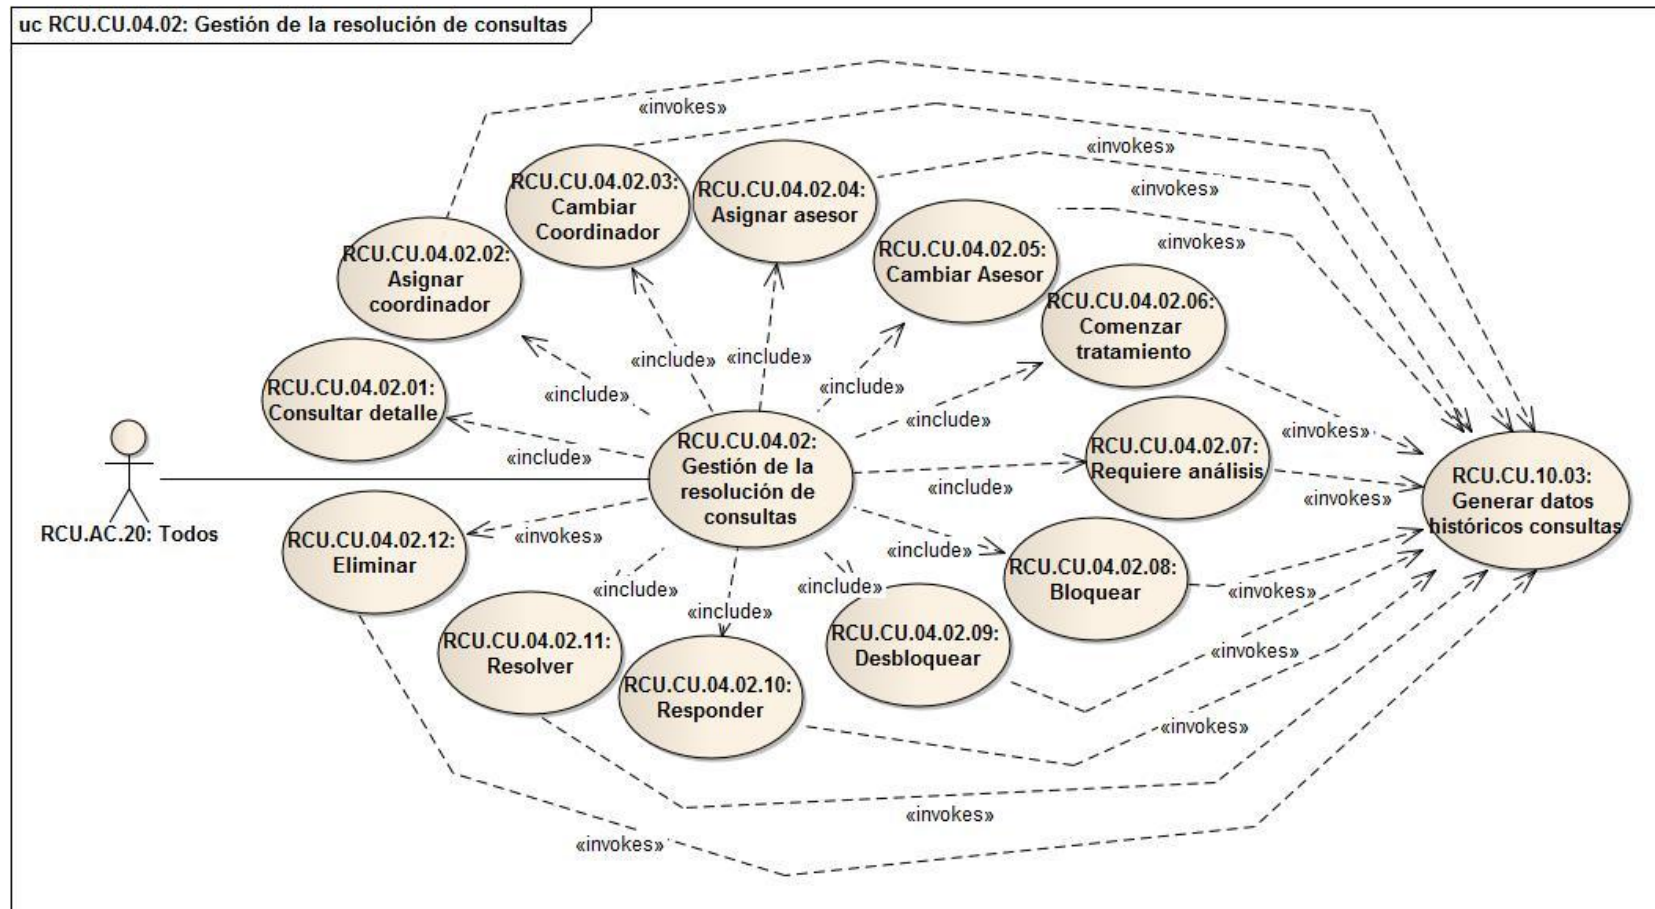 uc RCU.CU.04.02: Gestión de la resolución de consultas
«invokes»
«invokes»
«invokes»
«invokes»
RCU.CU.04.02.03:
Cambiar
Coordinador
RCU.CU.04.02.04:
Asignar asesor
RCU.CU.04.02.02:
Asignar
coordinador
RCU.CU.04.02.05:
Cambiar Asesor
RCU.CU.04.02.06:
Comenzar
tratamiento
«include»
«include»
«include»
«include»
«include»
«include»
RCU.CU.04.02.01:
Consultar detalle
RCU.CU.04.02:
Gestión de la
resolución de
consultas
«invokes»
RCU.CU.04.02.07:
Requiere análisis
«include»
«invokes»
RCU.CU.10.03:
Generar datos
históricos consultas
RCU.AC.20: Todos
RCU.CU.04.02.12:
Eliminar
«invokes»
«include»
RCU.CU.04.02.08:
Bloquear
«invokes»
«include»
«include»
«include»
RCU.CU.04.02.11:
Resolver
RCU.CU.04.02.10:
Responder
RCU.CU.04.02.09:
Desbloquear
«invokes»
«invokes»
«invokes»
«invokes»